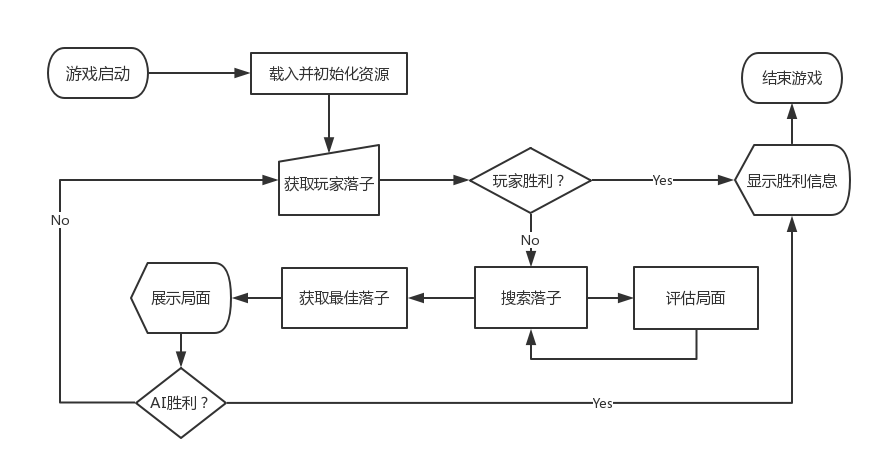 游戏启动
载入并初始化资源
结束游戏
获取玩家落子
玩家胜利？
Yes
显示胜利信息
No
No
展示局面
获取最佳落子
搜索落子
评估局面
AI胜利？
Yes